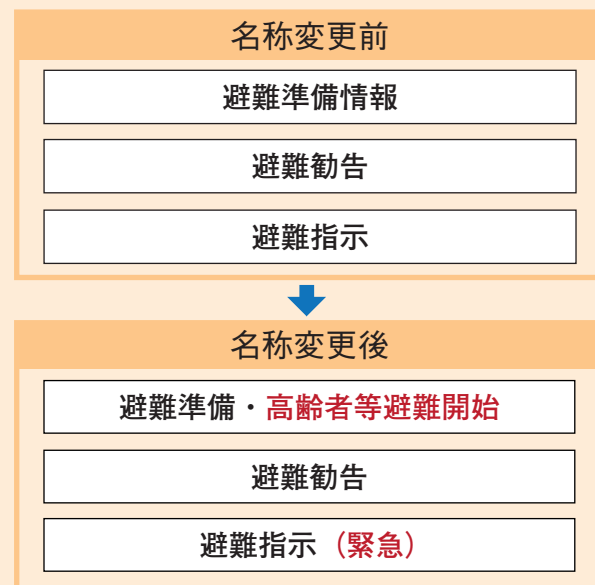 名称変更前
避難準備情報
避難勧告
避難指示
名称変更後
避難準備・高齢者等避難開始
避難勧告
避難指示（緊急）